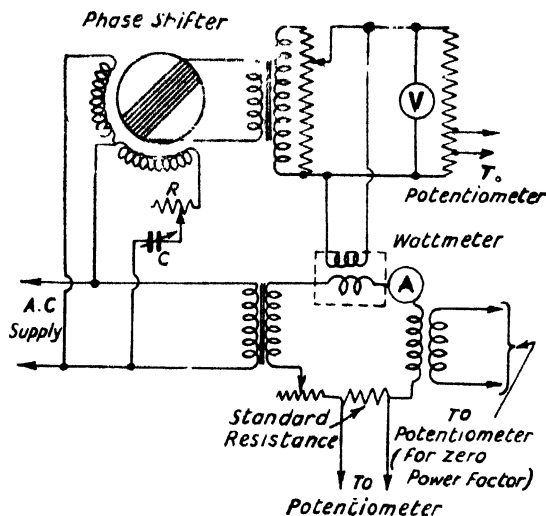 Phase Shifter
V
To
Potentiometer
R
C
Wattmeter
A
A.C
Supply
Standard
Resistance
To
Potentiometer
(for zero
Power Factor)
To
Potentiometer